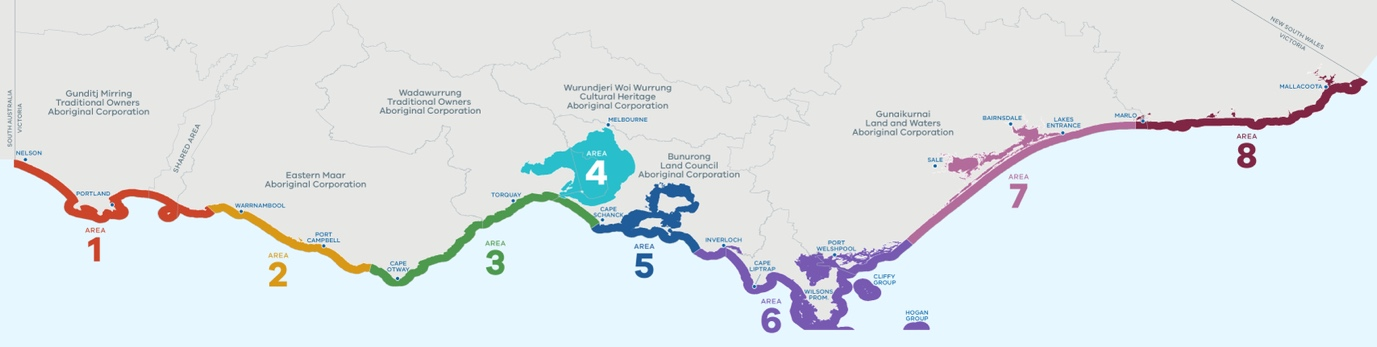 SOUTH AUSTRALIA
VICTORIA
NELSON
Gunditj Mirring
Traditional Owners
Aboriginal Corporation
PORTLAND
AREA
1
SHARED AREA
Eastern Maar
Aboriginal Corporation
WARRNAMBOOL
PORT
CAMPBELL
AREA
2
CAPE
OTWAY
Wadawurrung
Traditional Owners
Aboriginal Corporation
TORQUAY
AREA
3
Wurundjeri Woi Wurrung
Cultural Heritage
Aboriginal Corporation
MELBOURNE
AREA
4
Bunurong
Land Council
Aboriginal Corporation
CAPE
SCHANCK
AREA
5
INVERLOCH
CAPE
LIPTRAP
AREA
6
PORT
WELSHPOOL
WILSONS
PROM.
CLIFFY
GROUP
HOGAN
GROUP
Gunaikurnai
Land and Waters
Aboriginal Corporation
SALE
BAIRNSDALE
LAKES
ENTRANCE
AREA
7
MARLO
AREA
8
MALLACOOTA
NEW SOUTH WALES
VICTORIA